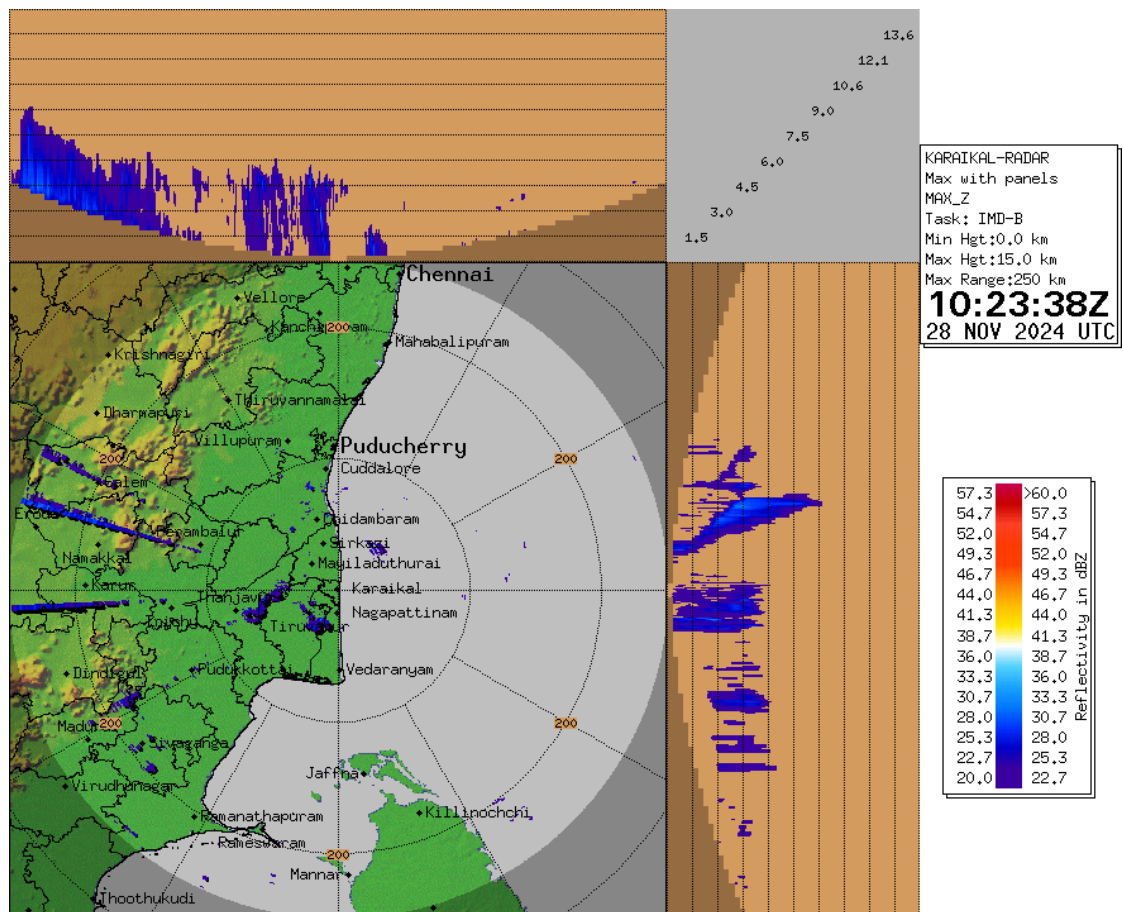 13.6
12.1
10.6
9.0
7.5
6.0
4.5
3.0
1.5
KARAIKAL-RADAR
Max with panels
MAX_Z
Task: IMD-B
Min Hgt:0.0 km
Max Hgt:15.0 km
Max Range:250 km
10:23:38Z
28 NOV 2024 UTC
Chennai
Vellore
200
Mahabalipuram
Krishnagiri
Thiruvannamalai
Dharmapuri
Villupuram
Puducherry
200
200
Cuddalore
Salem
Chidambaram
Perambalur
Sirkazi
Namakkal
Mayiladuthurai
Karur
Karaikal
Nagapattinam
Pudukkottai
Vedaranyam
Dindigul
200
200
Sivaganga
Jaffna
Virudhunagar
Killinochchi
Ramanathapuram
Rameswaram
200
Mannar
Thoothukudi
57.3 >60.0
54.7 57.3
52.0 54.7
49.3 52.0
46.7 49.3
44.0 46.7
41.3 44.0
38.7 41.3
36.0 38.7
33.3 36.0
30.7 33.3
28.0 30.7
25.3 28.0
22.7 25.3
20.0 22.7
Reflectivity in dBZ